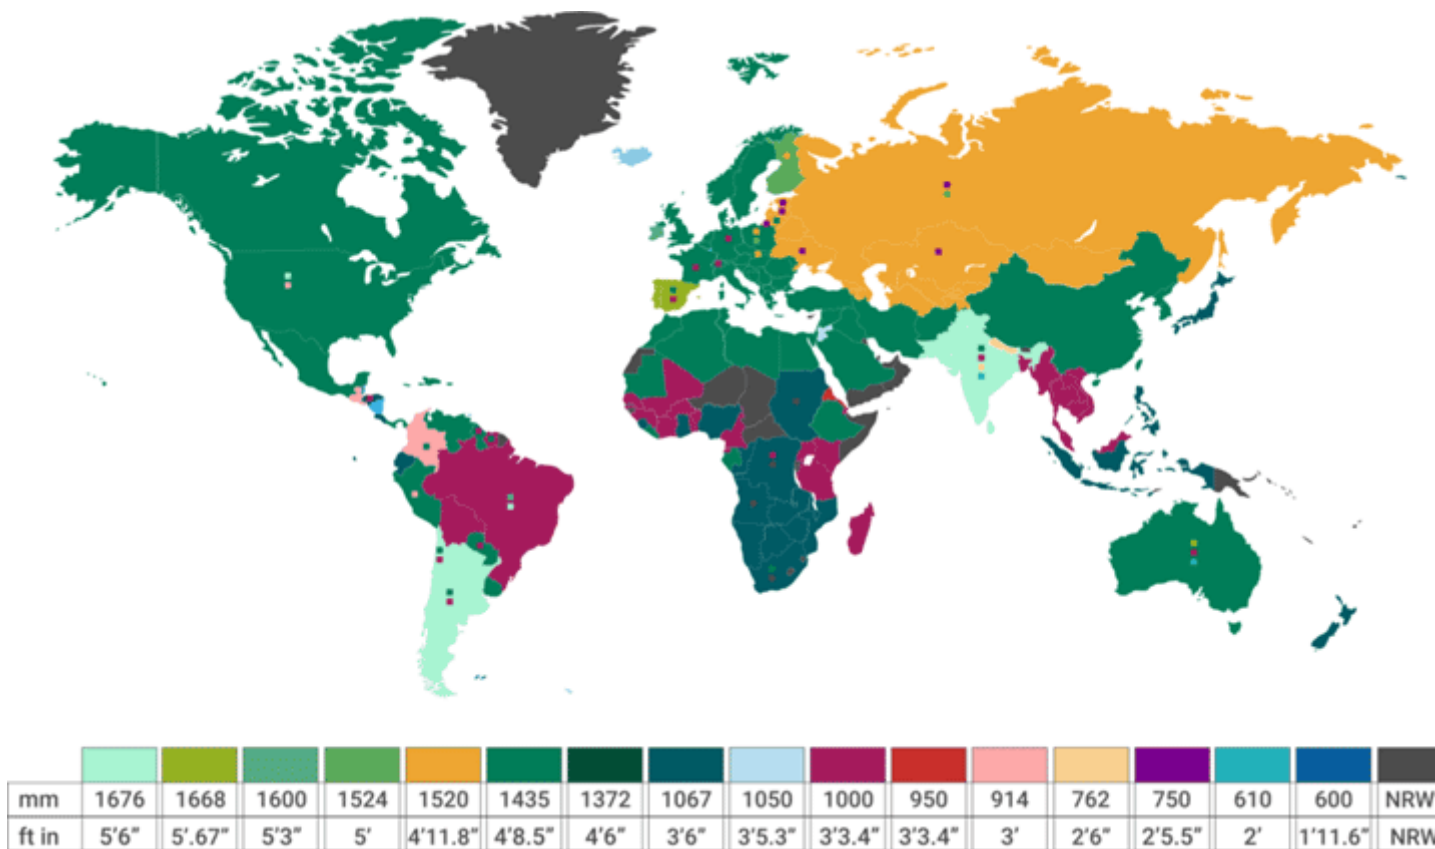 mm 1676 1668 1600 1524 1520 1435 1372 1067 1050 1000 950 914 762 750 610 600 NRW
ft in 5’6” 5’.67” 5’3” 5’ 4’11.8” 4’8.5” 4’6” 3’6” 3’5.3” 3’3.4” 3’3.4” 3’ 2’6” 2’5.5” 2’ 1’11.6” NRW